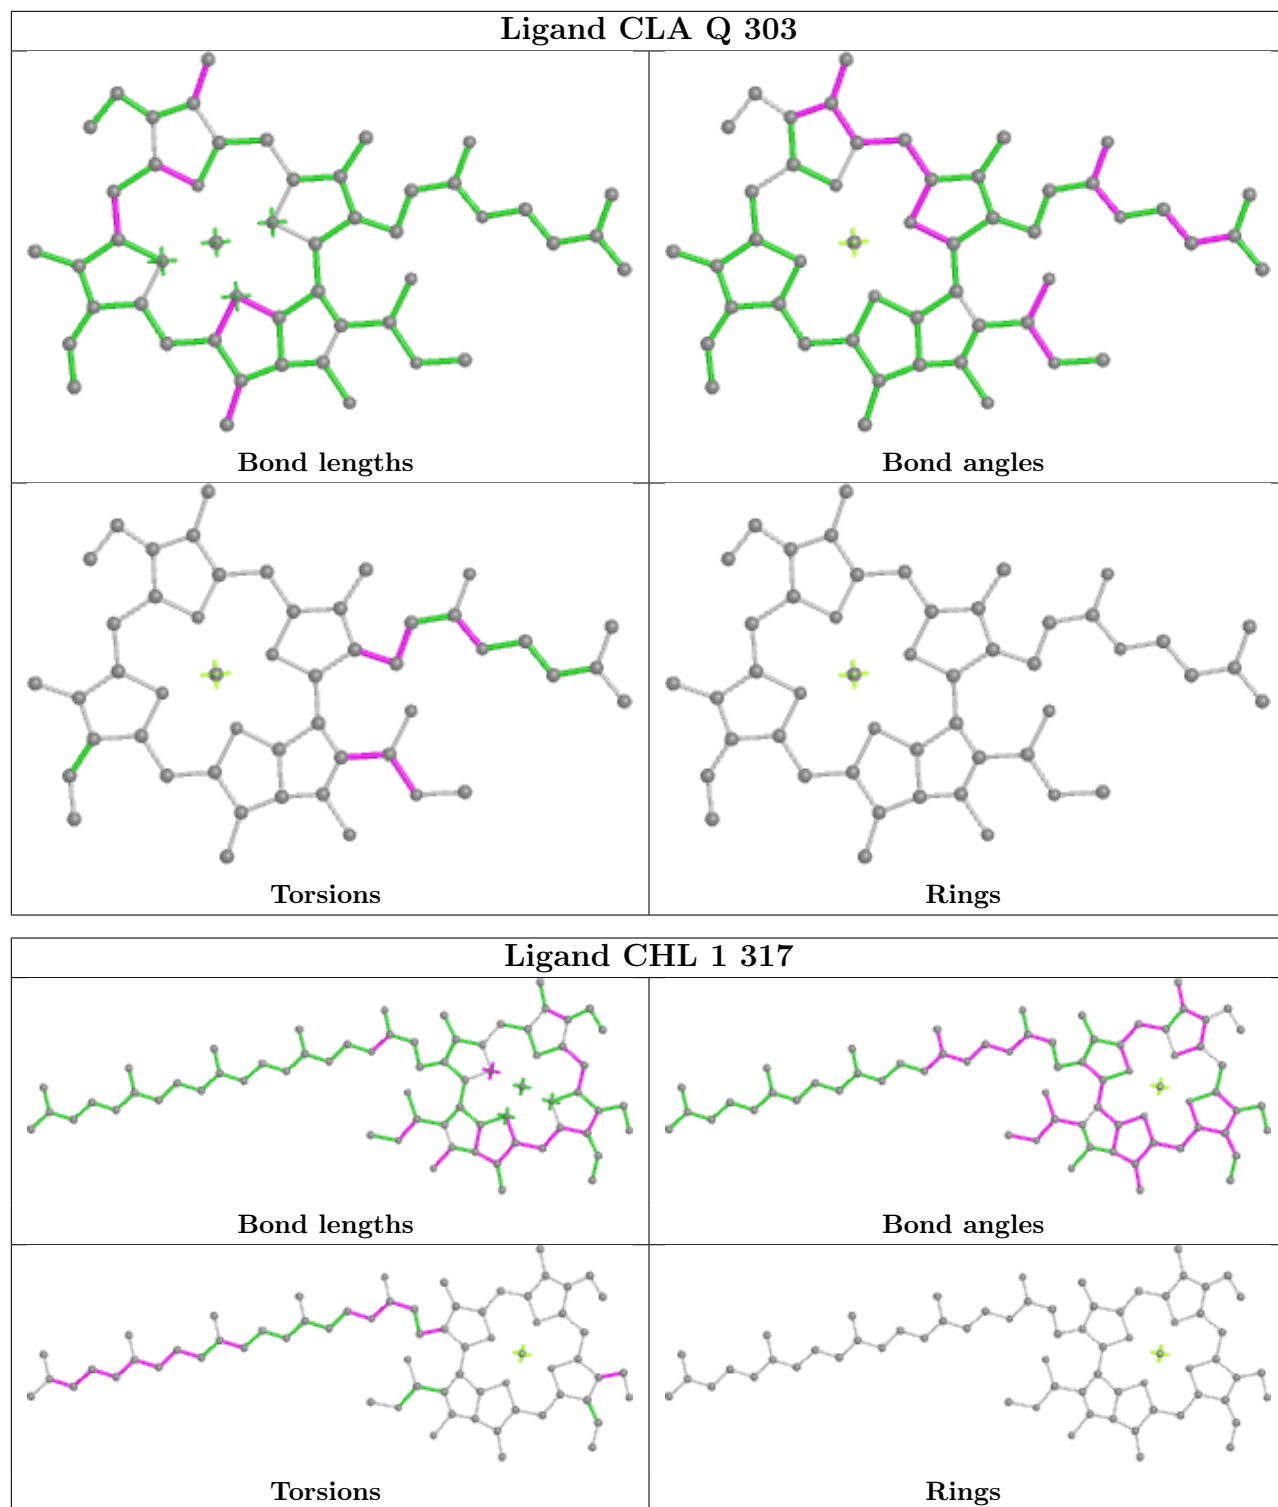 Ligand CLA Q 303
Bond lengths
Bond angles
Torsions
Rings
Ligand CHL 1 317
Bond lengths
Bond angles
Torsions
Rings